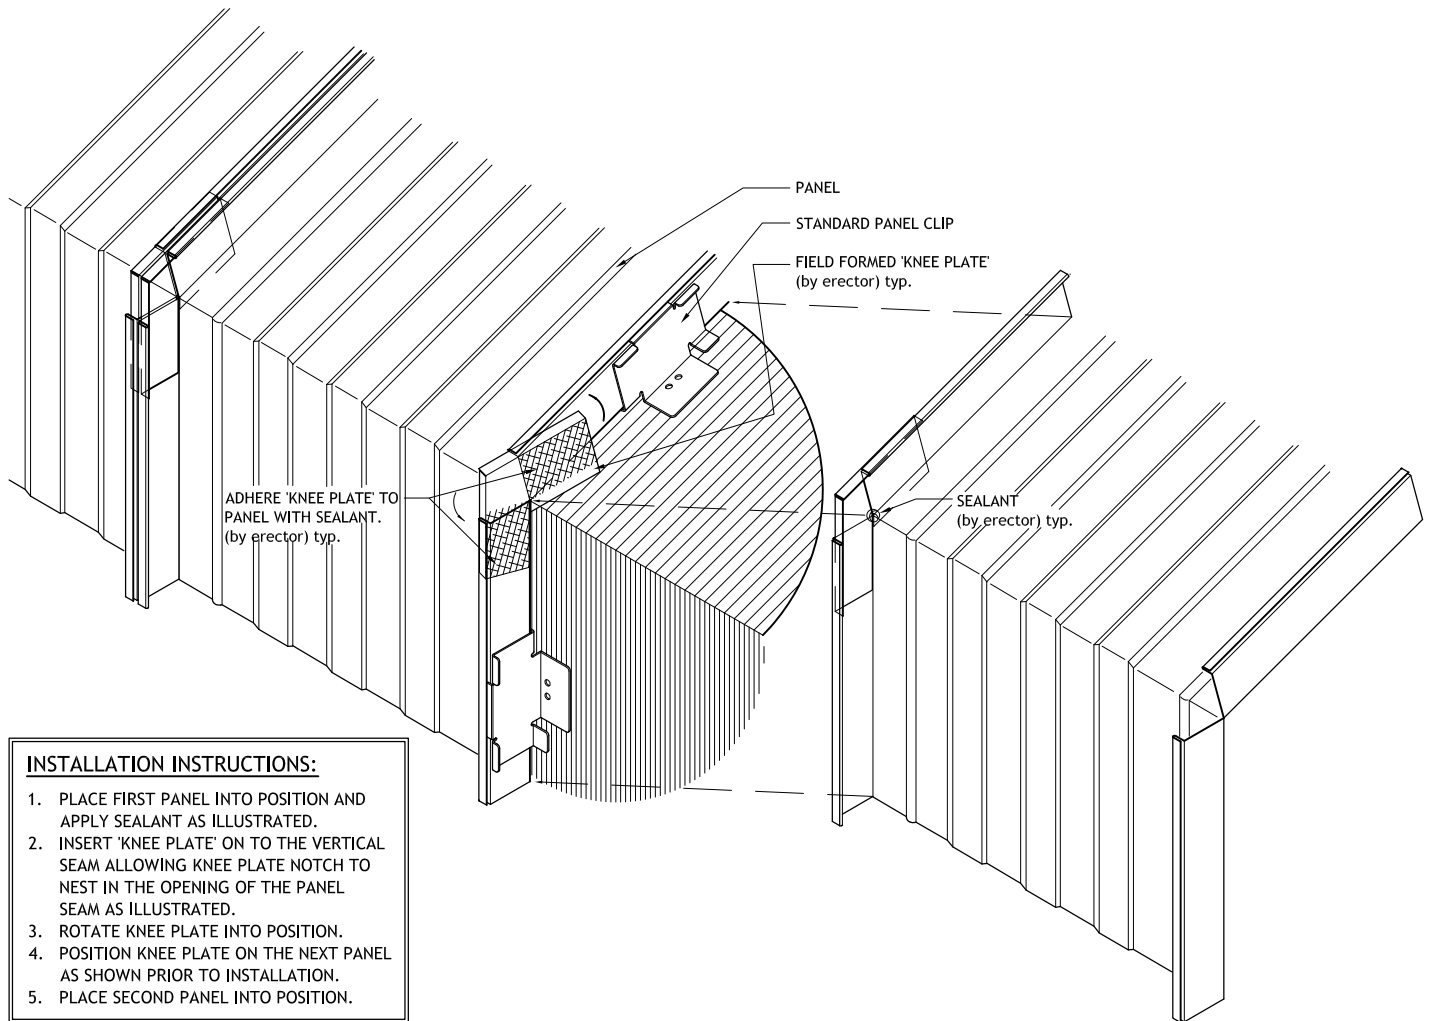 PANEL
STANDARD PANEL CLIP
FIELD FORMED 'KNEE PLATE'
(by erector) typ.
ADHERE 'KNEE PLATE' TO
PANEL WITH SEALANT.
(by erector) typ.
SEALANT
(by erector) typ.
INSTALLATION INSTRUCTIONS:
1. PLACE FIRST PANEL INTO POSITION AND
APPLY SEALANT AS ILLUSTRATED.
2. INSERT 'KNEE PLATE' ON TO THE VERTICAL
SEAM ALLOWING KNEE PLATE NOTCH TO
NEST IN THE OPENING OF THE PANEL
SEAM AS ILLUSTRATED.
3. ROTATE KNEE PLATE INTO POSITION.
4. POSITION KNEE PLATE ON THE NEXT PANEL
AS SHOWN PRIOR TO INSTALLATION.
5. PLACE SECOND PANEL INTO POSITION.